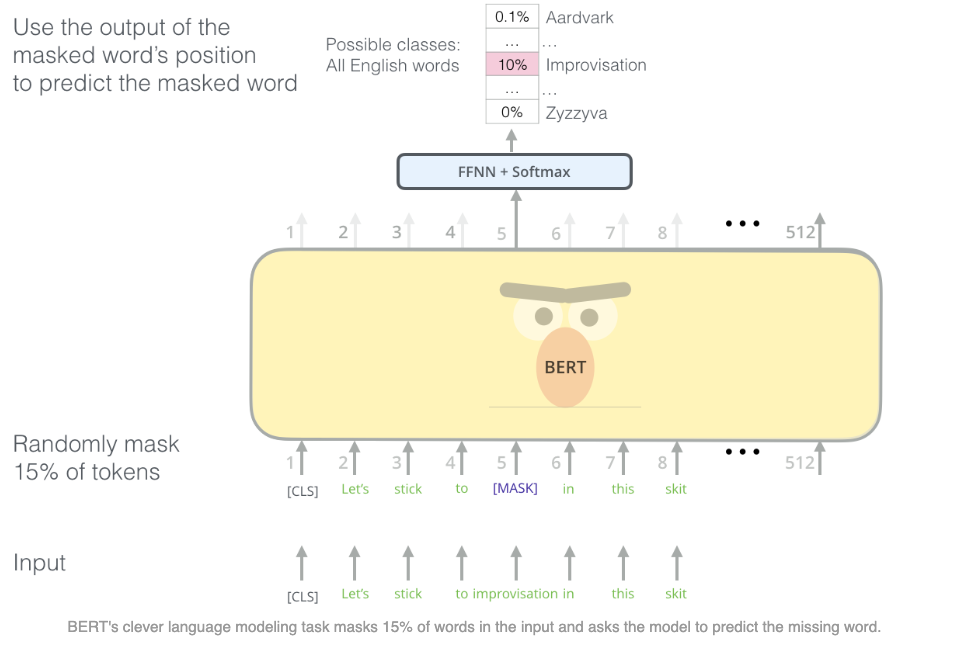 Use the output of the
masked word's position
to predict the masked word
Possible classes:
All English words
0.1% Aardvark
... ...
10% Improvisation
... ...
0% Zyzzyva
FFNN + Softmax
1 2 3 4 5 6 7 8 ••• 512
BERT
Randomly mask
15% of tokens
1 2 3 4 5 6 7 8 ••• 512
[CLS] Let's stick to [MASK] in this skit
Input
[CLS] Let's stick to improvisation in this skit
BERT's clever language modeling task masks 15% of words in the input and asks the model to predict the missing word.